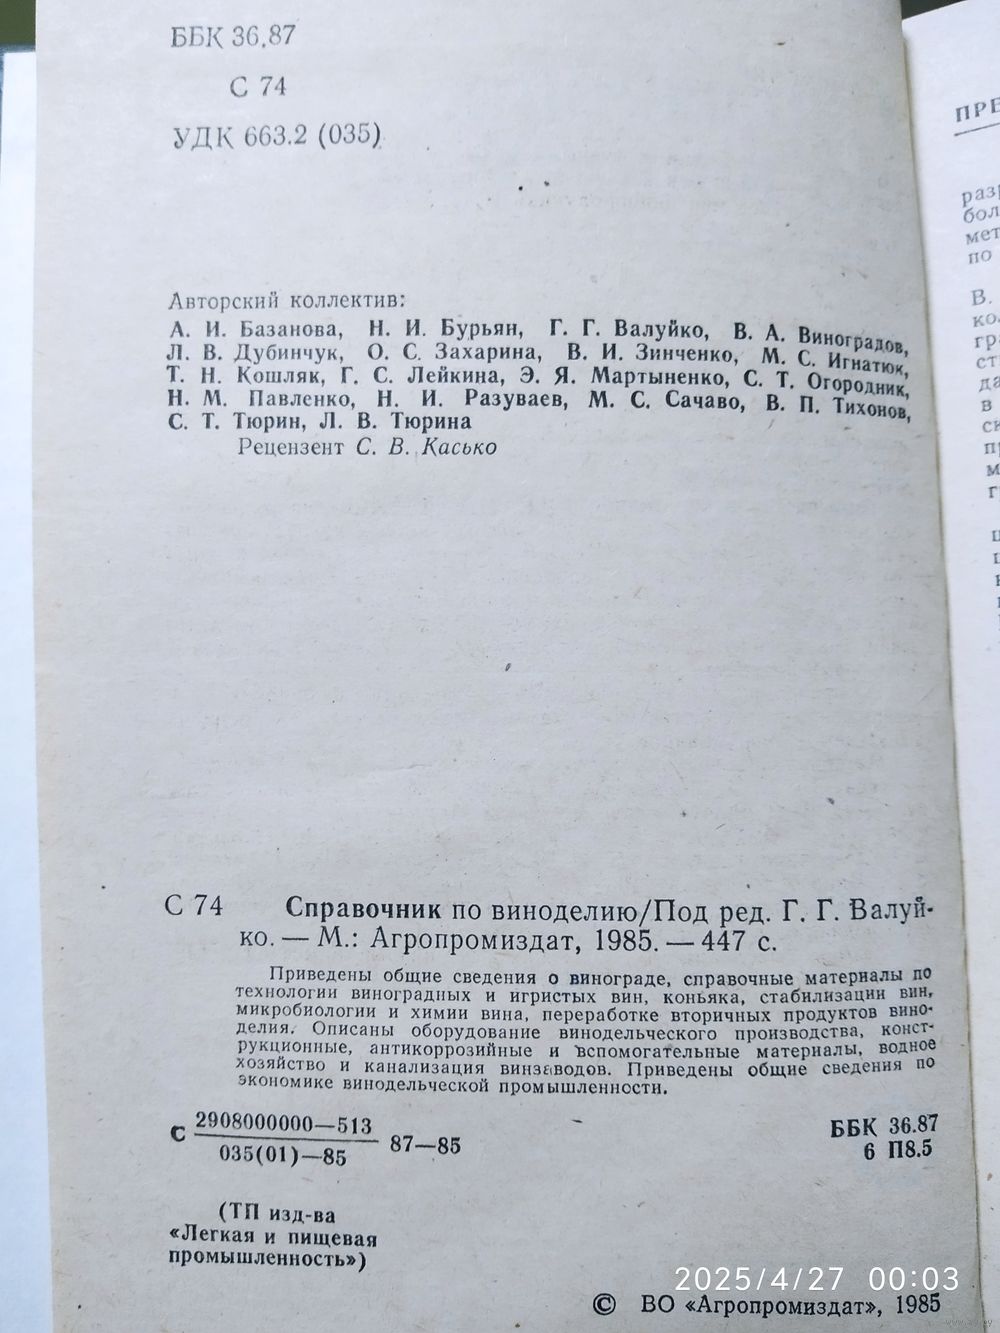 ББК 36.87
С 74
УДК 663.2 (035)
Авторский коллектив:
А. И. Базанова, Н. И. Бурьян, Г. Г. Валуйко, В. А. Виноградов,
Л. В. Дубинчук, О. С. Захарина, В. И. Зинченко, М. С. Игнатюк,
Т. Н. Кошляк, Г. С. Лейкина, Э. Я. Мартыненко, С. Т. Огородник,
Н. М. Павленко, Н. И. Разуваев, М. С. Сачаво, В. П. Тихонов,
С. Т. Тюрин, Л. В. Тюрина
Рецензент С. В. Касько
С 74 Справочник по виноделию/Под ред. Г. Г. Валуй-
ко. — М.: Агропромиздат, 1985. — 447 с.
Приведены общие сведения о винограде, справочные материалы по
технологии виноградных и игристых вин, коньяка, стабилизации вин,
микробиологии и химии вина, переработке вторичных продуктов вино-
делия. Описаны оборудование винодельческого производства, конст-
рукционные, антикоррозийные и вспомогательные материалы, водное
хозяйство и канализация винзаводов. Приведены общие сведения по
экономике винодельческой промышленности.
С 2908000000—513
035(01)—85
87—85
ББК 36.87
6 П8.5
(ТП изд-ва
«Легкая и пищевая
промышленность»)
2025/4/27 00:03
© ВО «Агропромиздат», 1985
ПРЕ
разр
бол
мет
по
В.